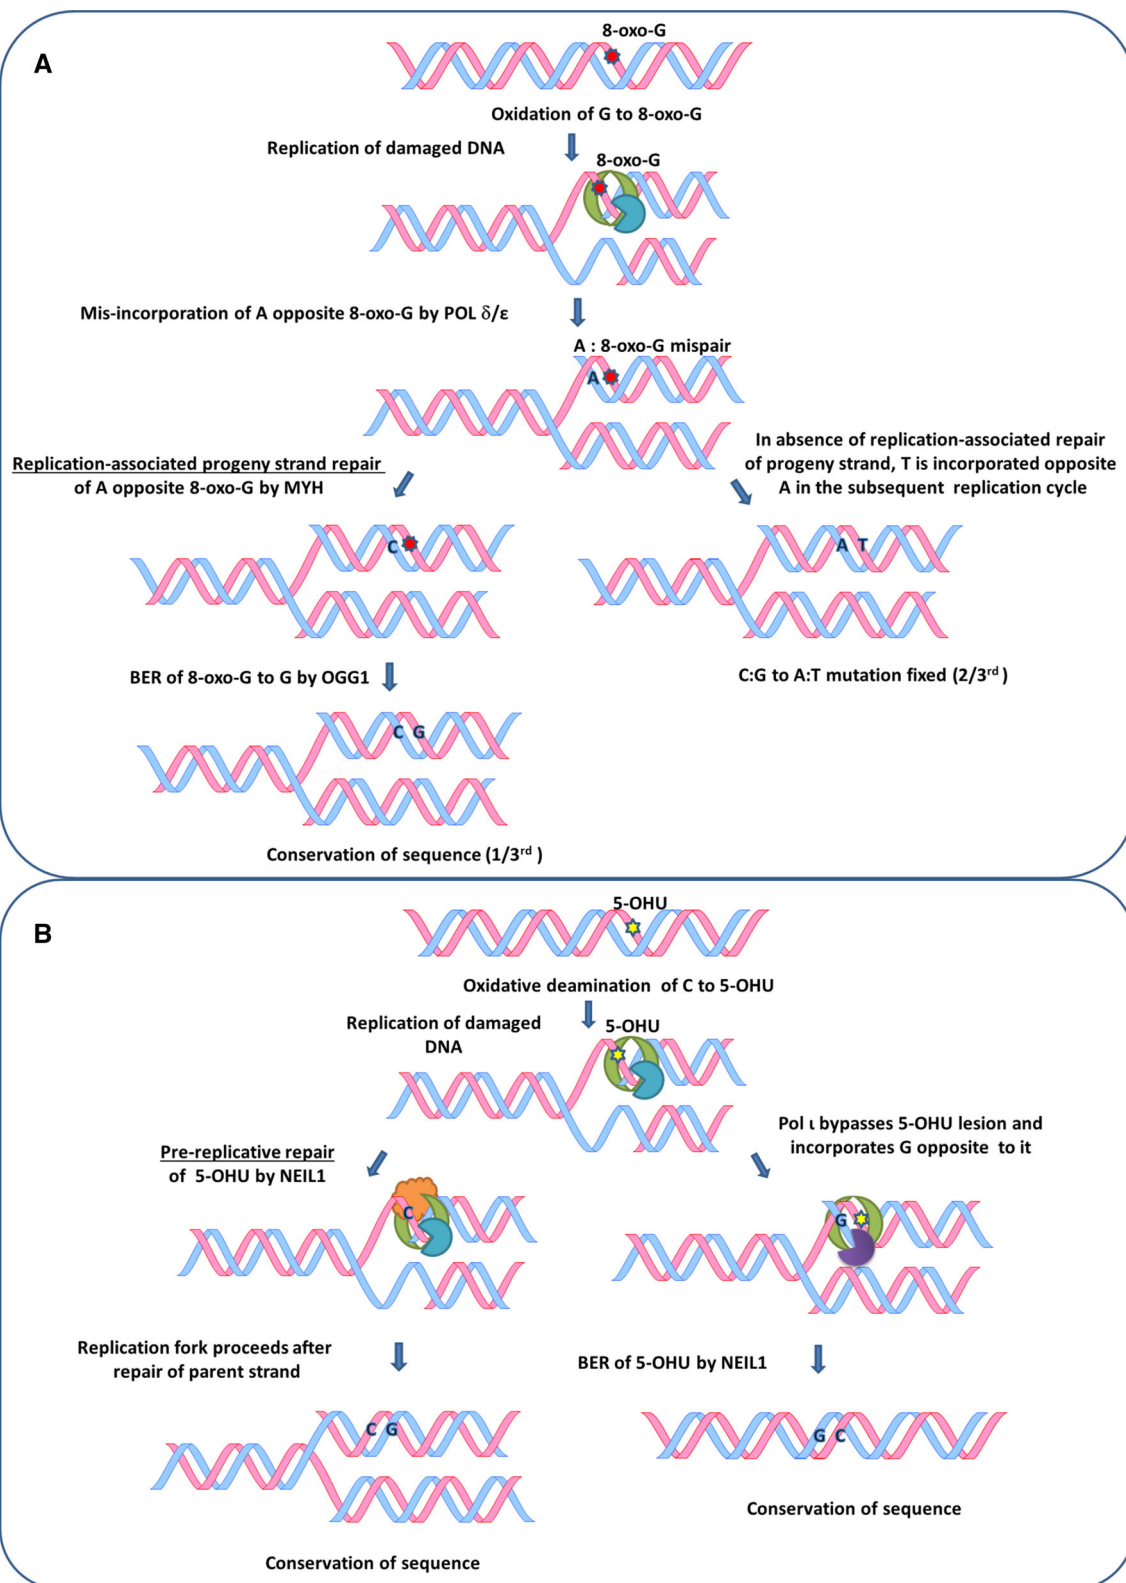 A
8-oxo-G
Oxidation of G to 8-oxo-G
Replication of damaged DNA
8-oxo-G
Mis-incorporation of A opposite 8-oxo-G by POL δ/ε
A : 8-oxo-G mispair
A
Replication-associated progeny strand repair
of A opposite 8-oxo-G by MYH
In absence of replication-associated repair
of progeny strand, T is incorporated opposite
A in the subsequent replication cycle
C
A T
BER of 8-oxo-G to G by OGG1
C:G to A:T mutation fixed (2/3rd )
C G
Conservation of sequence (1/3rd )
B
5-OHU
Oxidative deamination of C to 5-OHU
Replication of damaged
DNA
5-OHU
Pre-replicative repair
of 5-OHU by NEIL1
Pol ι bypasses 5-OHU lesion and
incorporates G opposite to it
C
G
Replication fork proceeds after
repair of parent strand
BER of 5-OHU by NEIL1
C G
G C
Conservation of sequence
Conservation of sequence